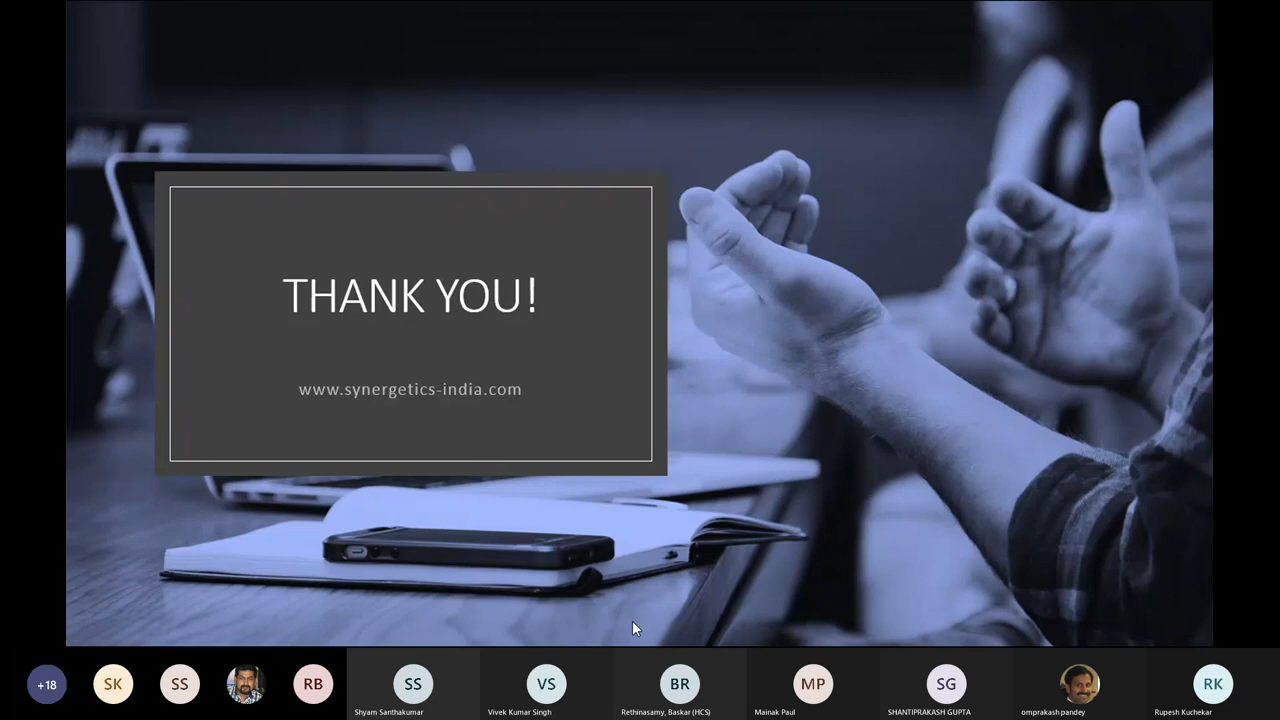 THANK YOU!
www.synergetics-india.com
+18
SK
SS
RB
SS
VS
BR
MP
SG
RK
Shyam Santhakumar
Vivek Kumar Singh
Rethinasamy, Baskar (HCS)
Mainak Paul
SHANTIPRAKASH GUPTA
omprakash pandey
Rupesh Kuchekar